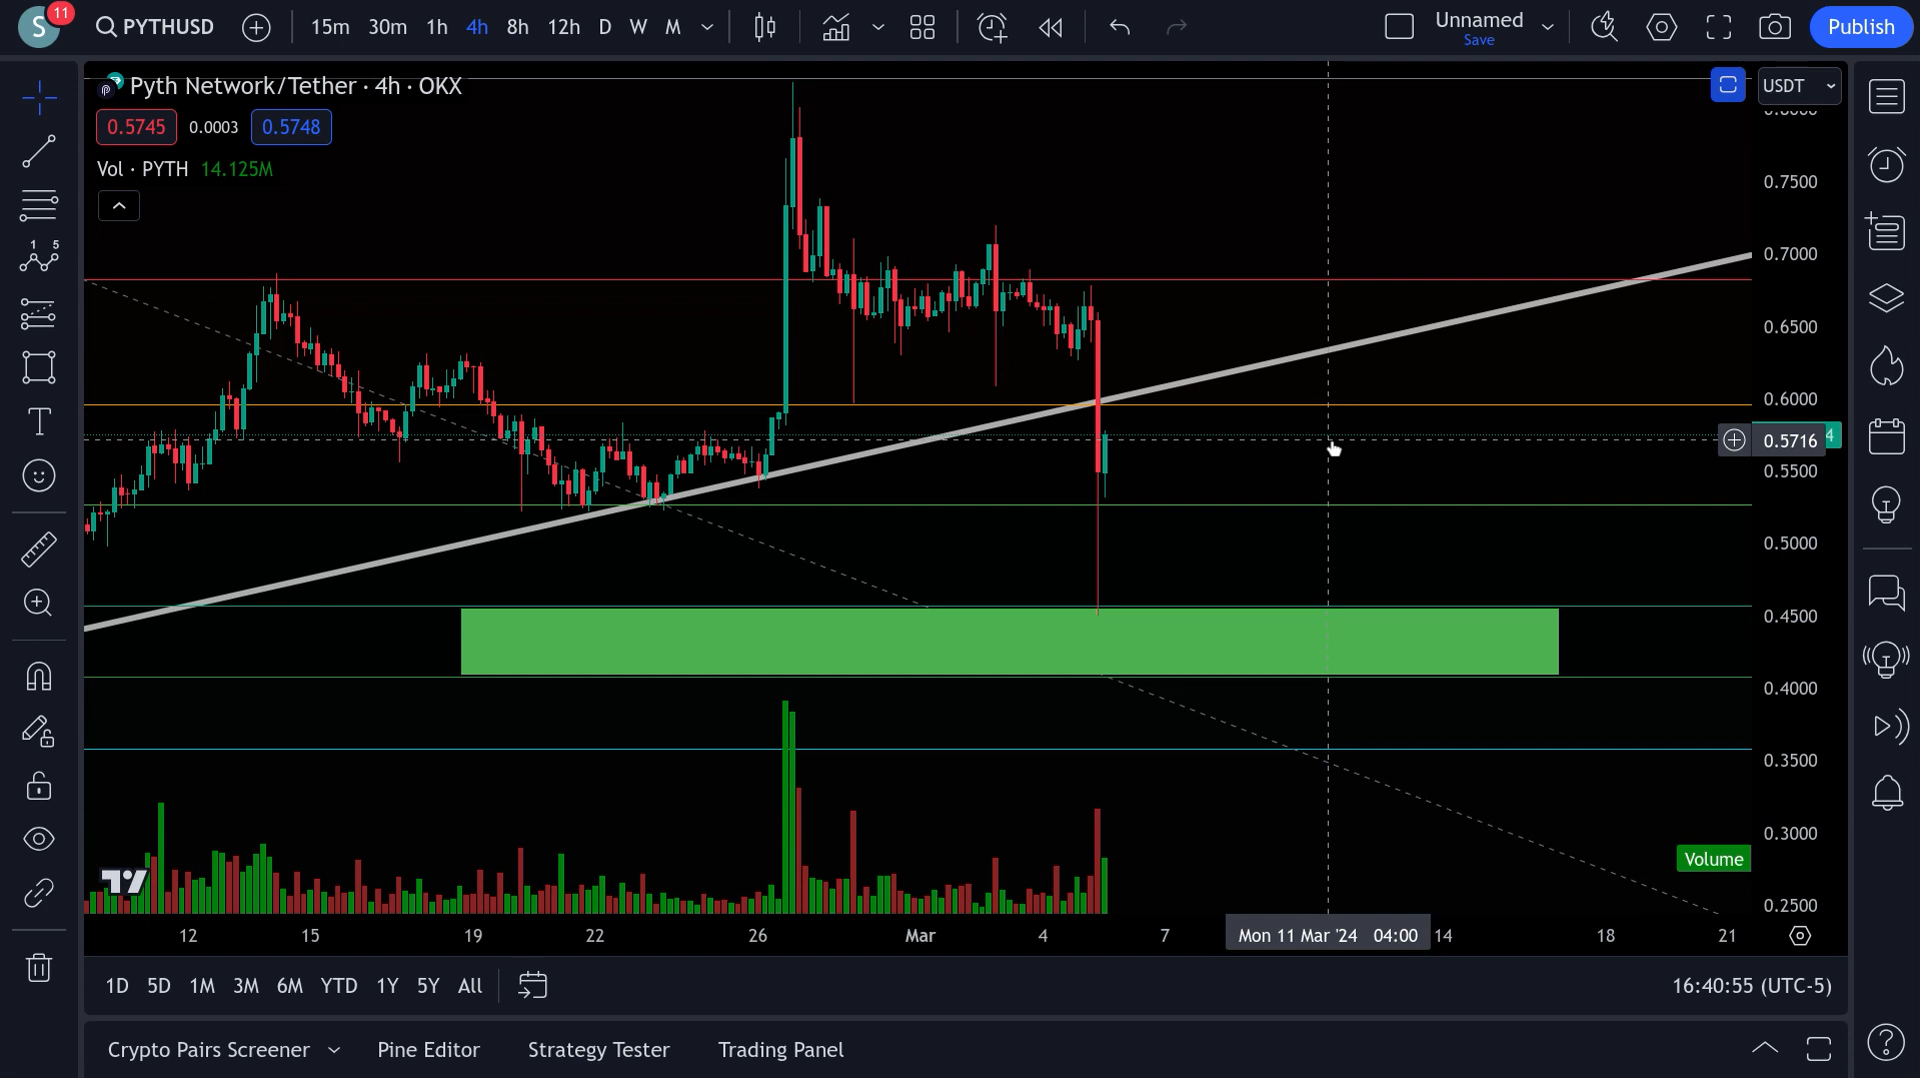 S 11 PYTHUSD 15m 30m 1h 4h 8h 12h D W M Unnamed Save Publish
Pyth Network/Tether · 4h · OKX
USDT
0.5745 0.0003 0.5748
Vol · PYTH 14.125M
1 5
T
0.7500
0.7000
0.6500
0.6000
0.5716 4
0.5500
0.5000
0.4500
0.4000
0.3500
0.3000
Volume
0.2500
12 15 19 22 26 Mar 4 7 Mon 11 Mar '24 04:00 14 18 21
1D 5D 1M 3M 6M YTD 1Y 5Y All 16:40:55 (UTC-5)
Crypto Pairs Screener Pine Editor Strategy Tester Trading Panel